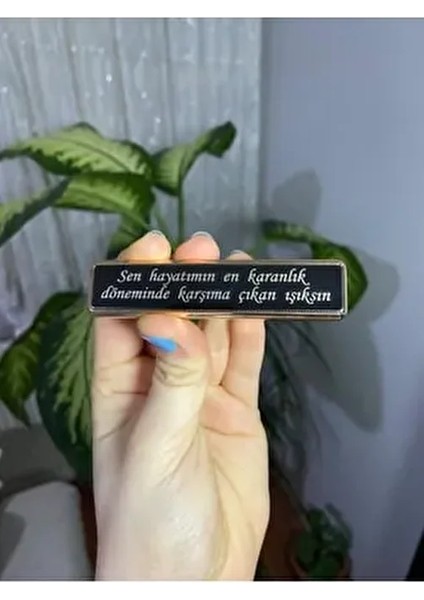 Sen hayatımın en karanlık
döneminde karşıma çıkan ışıksın